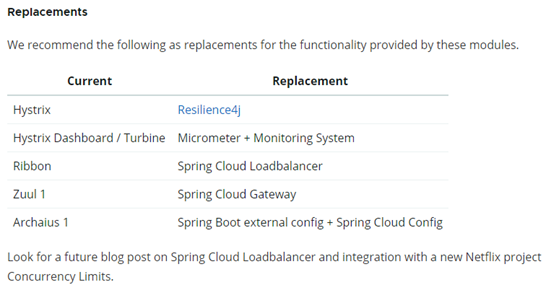 Replacements
We recommend the following as replacements for the functionality provided by these modules.
Current Replacement
Hystrix Resilience4j
Hystrix Dashboard / Turbine Micrometer + Monitoring System
Ribbon Spring Cloud Loadbalancer
Zuul 1 Spring Cloud Gateway
Archaius 1 Spring Boot external config + Spring Cloud Config
Look for a future blog post on Spring Cloud Loadbalancer and integration with a new Netflix project
Concurrency Limits.